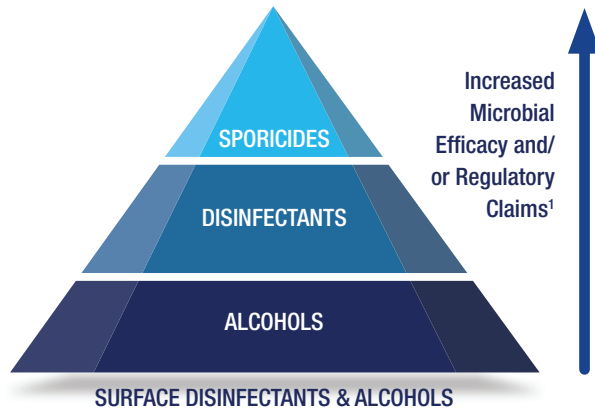 SPORICIDES
DISINFECTANTS
ALCOHOLS
SURFACE DISINFECTANTS & ALCOHOLS
Increased
Microbial
Efficacy and/
or Regulatory
Claims¹